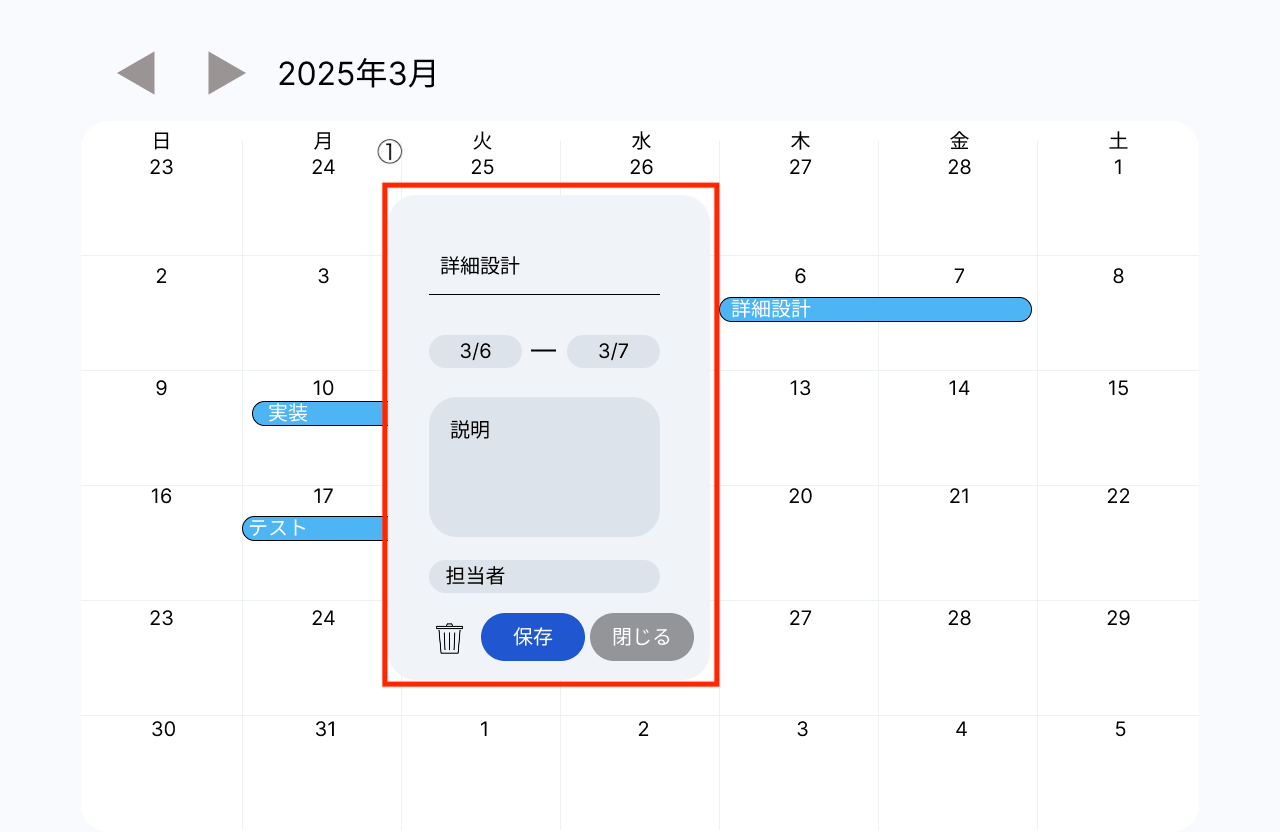 2025年3月
日 月 ① 火 水 木 金 土
23 24 25 26 27 28 1
詳細設計
2 3 6 7 8
詳細設計
3/6 — 3/7
9 10 13 14 15
実装
説明
16 17 20 21 22
テスト
担当者
23 24 27 28 29
保存 閉じる
30 31 1 2 3 4 5